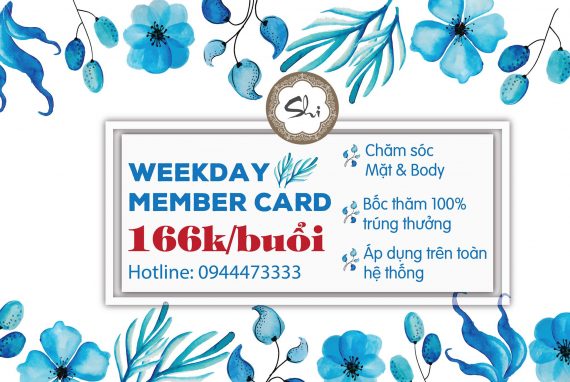 Shi
WEEKDAY
MEMBER CARD
166k/buổi
Hotline: 0944473333
Chăm sóc
Mặt & Body
Bốc thăm 100%
trúng thưởng
Áp dụng trên toàn
hệ thống